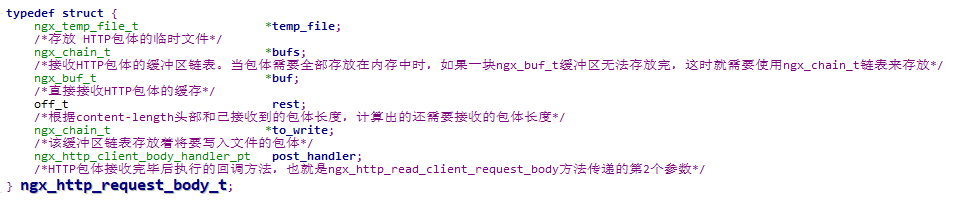 typedef struct {
ngx_temp_file_t *temp_file;
/*存放 HTTP包体的临时文件*/
ngx_chain_t *bufs;
/*接收HTTP包体的缓冲区链表。当包体需要全部存放在内存中时，如果一块ngx_buf_t缓冲区无法存放完，这时就需要使用ngx_chain_t链表来存放*/
ngx_buf_t *buf;
/*直接接收HTTP包体的缓存*/
off_t rest;
/*根据content-length头部和已接收到的包体长度，计算出的还需要接收的包体长度*/
ngx_chain_t *to_write;
/*该缓冲区链表存放着将要写入文件的包体*/
ngx_http_client_body_handler_pt post_handler;
/*HTTP包体接收完毕后执行的回调方法，也就是ngx_http_read_client_request_body方法传递的第2个参数*/
} ngx_http_request_body_t;